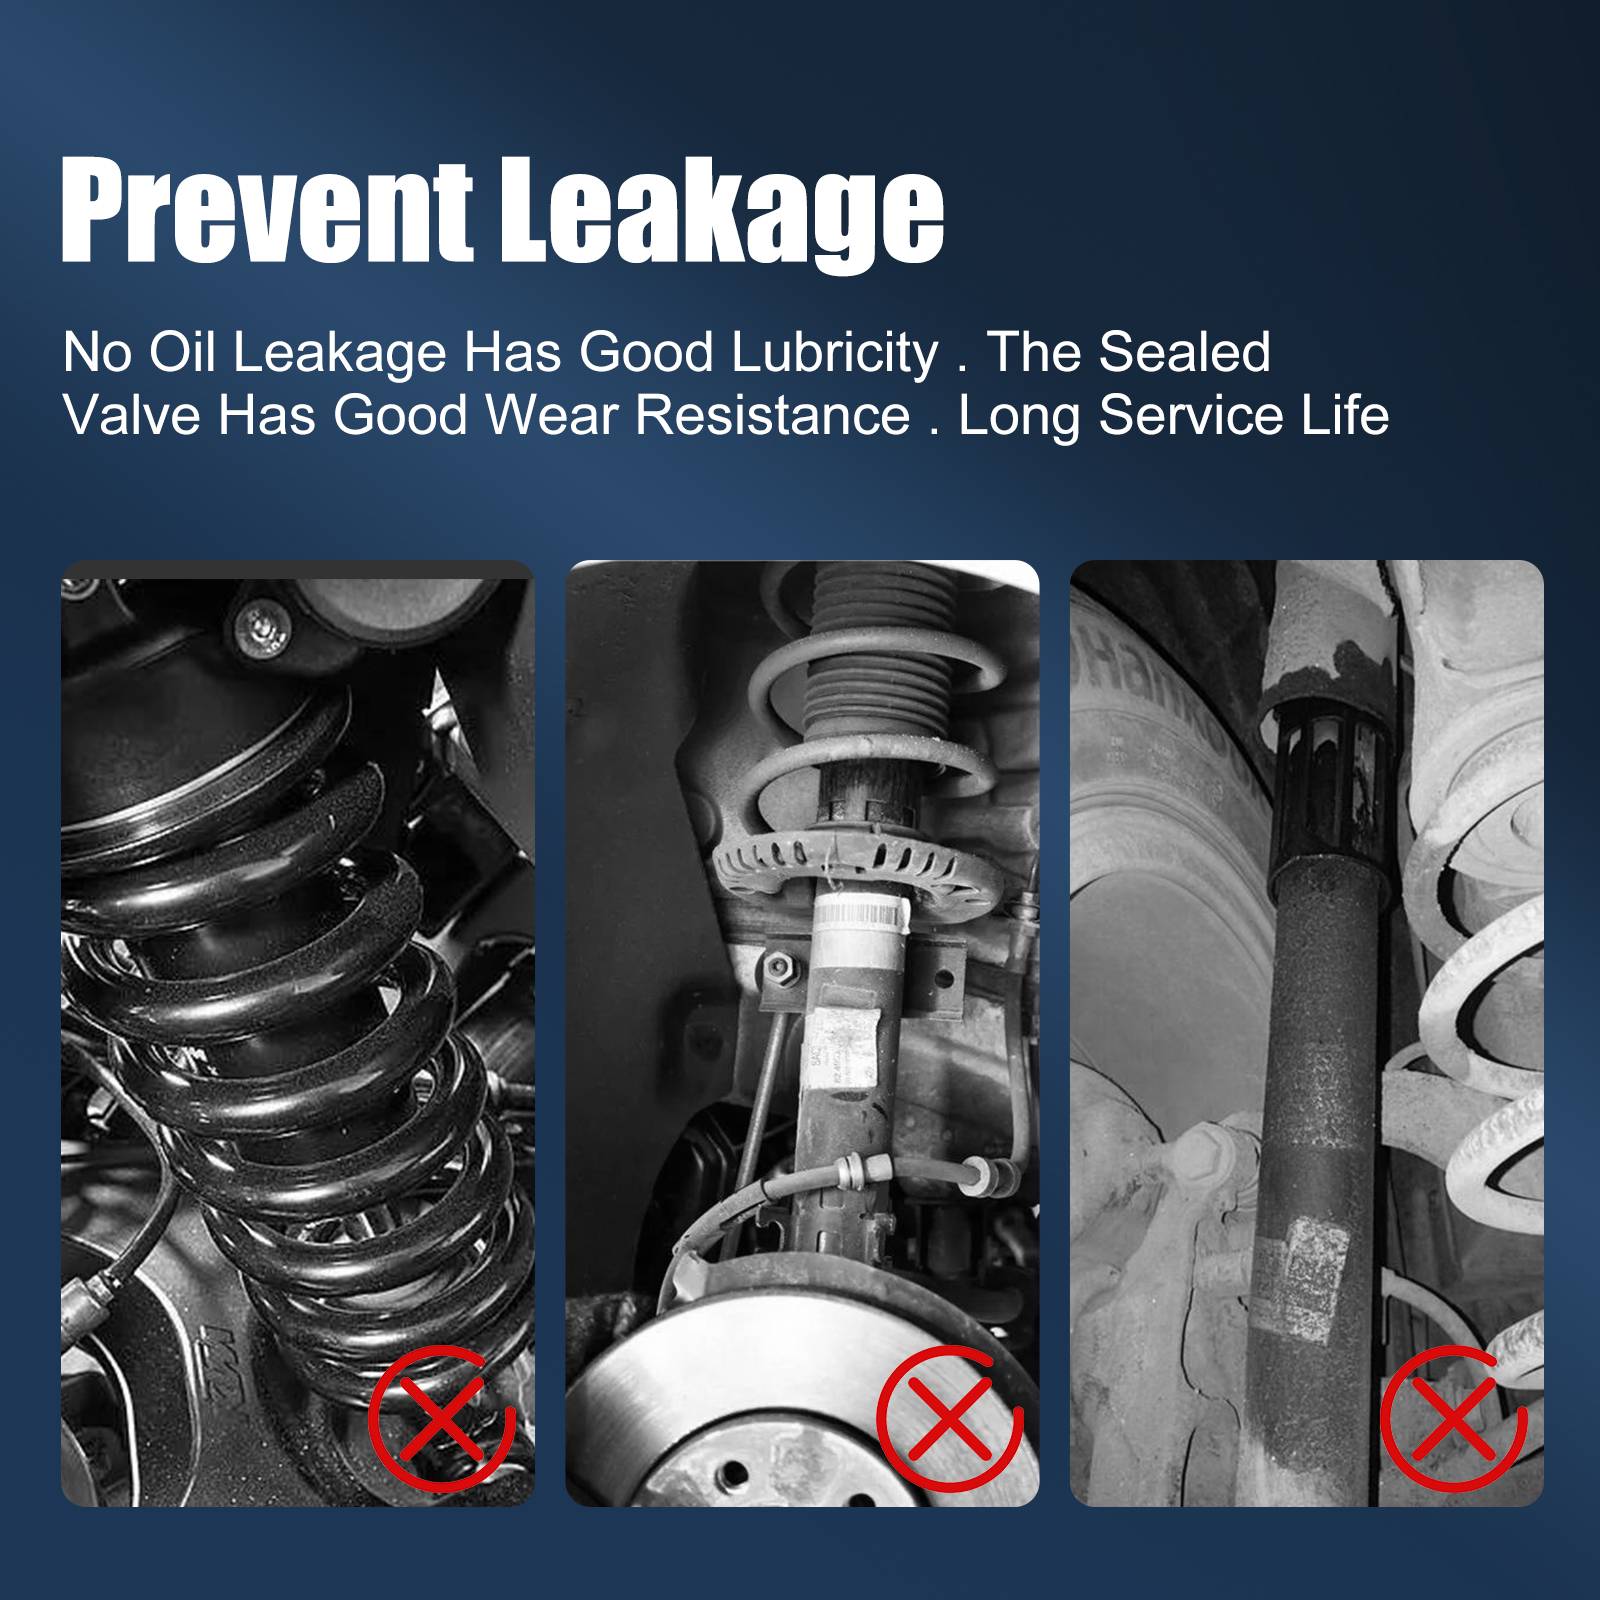 Prevent Leakage
No Oil Leakage Has Good Lubricity . The Sealed
Valve Has Good Wear Resistance . Long Service Life